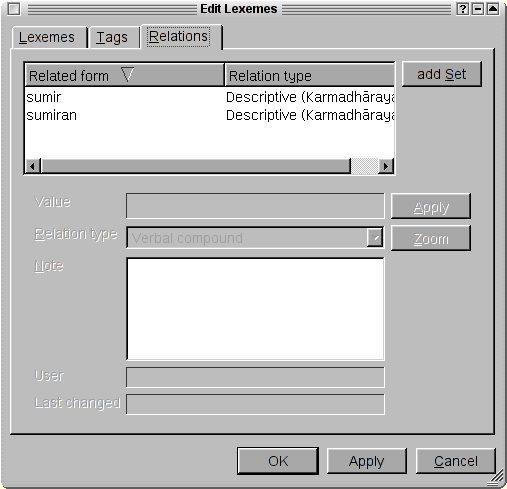 Edit Lexemes
?
Lexemes Tags Relations
Related form Relation type
add Set
sumir Descriptive (Karmadhāraya
sumiran Descriptive (Karmadhāraya
Value
Apply
Relation type Verbal compound
Zoom
Note
User
Last changed
OK Apply Cancel